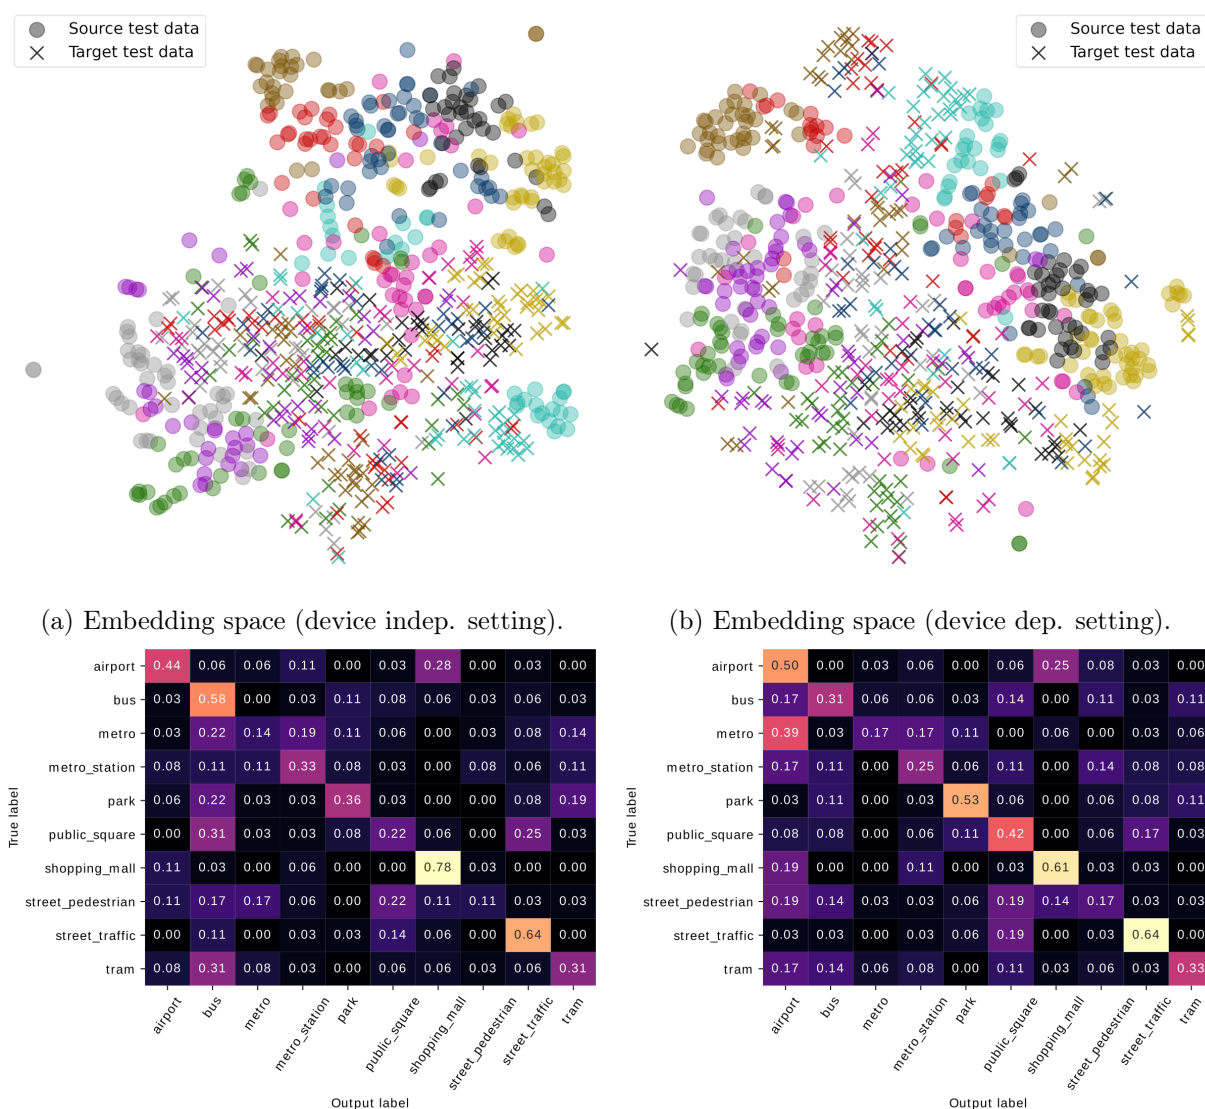 Source test data
Target test data
Source test data
Target test data
(a) Embedding space (device indep. setting).
(b) Embedding space (device dep. setting).
True label
airport 0.44 0.06 0.06 0.11 0.00 0.03 0.28 0.00 0.03 0.00
bus 0.03 0.58 0.00 0.03 0.11 0.08 0.06 0.03 0.06 0.03
metro 0.03 0.22 0.14 0.19 0.11 0.06 0.00 0.03 0.08 0.14
metro_station 0.08 0.11 0.11 0.33 0.08 0.03 0.00 0.03 0.11 0.11
park 0.06 0.22 0.03 0.03 0.36 0.03 0.00 0.00 0.08 0.19
public_square 0.00 0.31 0.03 0.03 0.08 0.22 0.06 0.00 0.25 0.03
shopping_mall 0.11 0.03 0.00 0.06 0.00 0.00 0.78 0.03 0.00 0.00
street_pedestrian 0.11 0.17 0.17 0.06 0.00 0.22 0.11 0.11 0.03 0.03
street_traffic 0.00 0.11 0.00 0.03 0.03 0.14 0.06 0.00 0.64 0.00
tram 0.08 0.31 0.08 0.03 0.00 0.06 0.06 0.03 0.06 0.31
airport bus metro metro_station park public_square shopping_mall street_pedestrian street_traffic tram
Output label
True label
airport 0.50 0.00 0.03 0.06 0.00 0.06 0.25 0.08 0.03 0.00
bus 0.17 0.31 0.06 0.06 0.03 0.14 0.00 0.11 0.03 0.11
metro 0.39 0.03 0.17 0.17 0.11 0.00 0.06 0.00 0.03 0.06
metro_station 0.17 0.11 0.00 0.25 0.06 0.11 0.00 0.14 0.08 0.08
park 0.03 0.11 0.00 0.03 0.53 0.06 0.00 0.06 0.08 0.11
public_square 0.08 0.08 0.00 0.06 0.11 0.42 0.00 0.06 0.17 0.03
shopping_mall 0.19 0.00 0.00 0.11 0.00 0.03 0.61 0.03 0.03 0.00
street_pedestrian 0.19 0.14 0.03 0.03 0.06 0.19 0.14 0.17 0.03 0.03
street_traffic 0.03 0.03 0.00 0.03 0.06 0.19 0.00 0.03 0.64 0.00
tram 0.17 0.14 0.06 0.08 0.00 0.11 0.03 0.03 0.06 0.33
airport bus metro metro_station park public_square shopping_mall street_pedestrian street_traffic tram
Output label